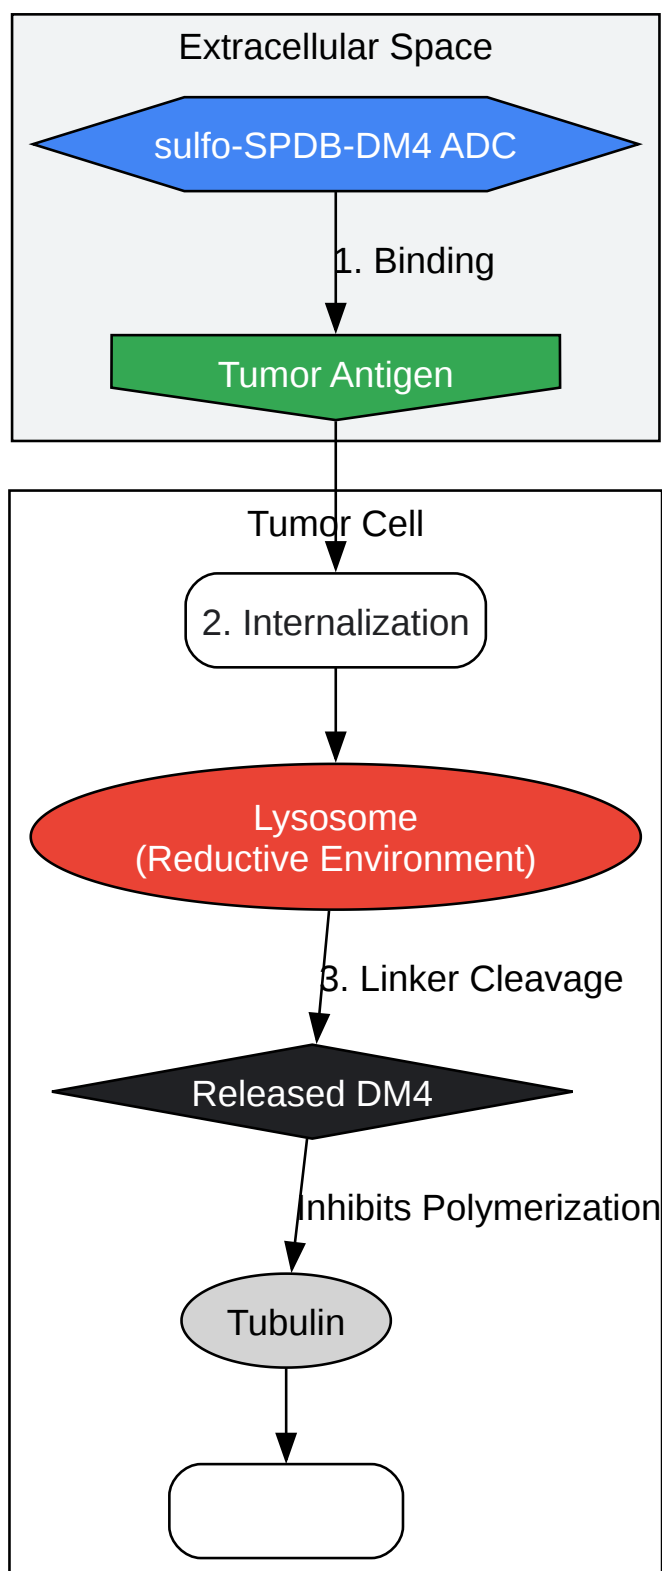 Extracellular Space
sulfo-SPDB-DM4 ADC
1. Binding
Tumor Antigen
Tumor Cell
2. Internalization
Lysosome
(Reductive Environment)
3. Linker Cleavage
Released DM4
Inhibits Polymerization
Tubulin